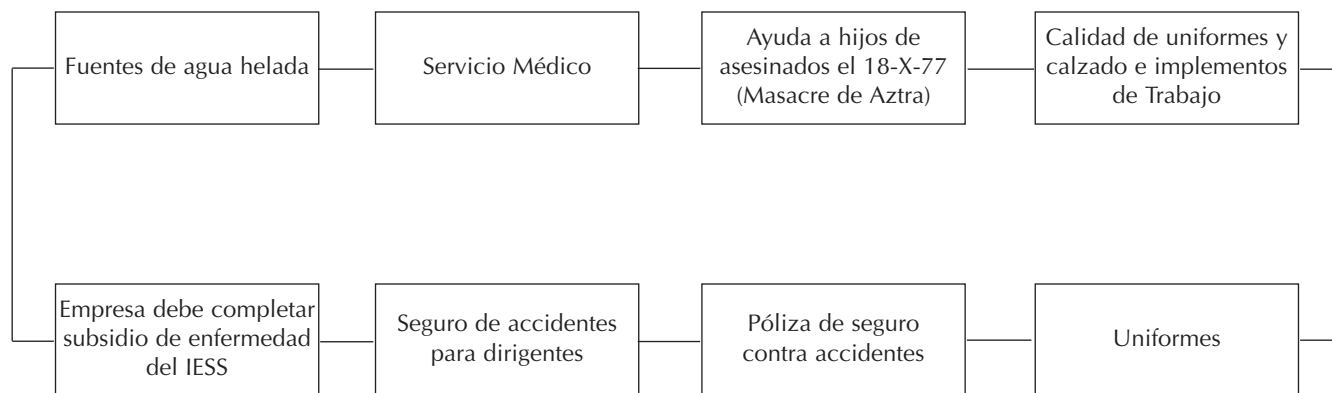 Fuentes de agua helada
Servicio Médico
Ayuda a hijos de
asesinados el 18-X-77
(Masacre de Aztra)
Calidad de uniformes y
calzado e implementos
de Trabajo
Empresa debe completar
subsidio de enfermedad
del IESS
Seguro de accidentes
para dirigentes
Póliza de seguro
contra accidentes
Uniformes